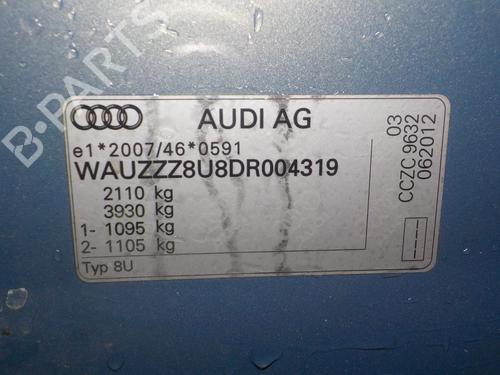 AUDI AG
e1*2007/46*0591
WAUZZZ8U8DR004319
2110 kg
3930 kg
1- 1095 kg
2- 1105 kg
Typ 8U
03
CCZC 9632
062012
B-PARTS